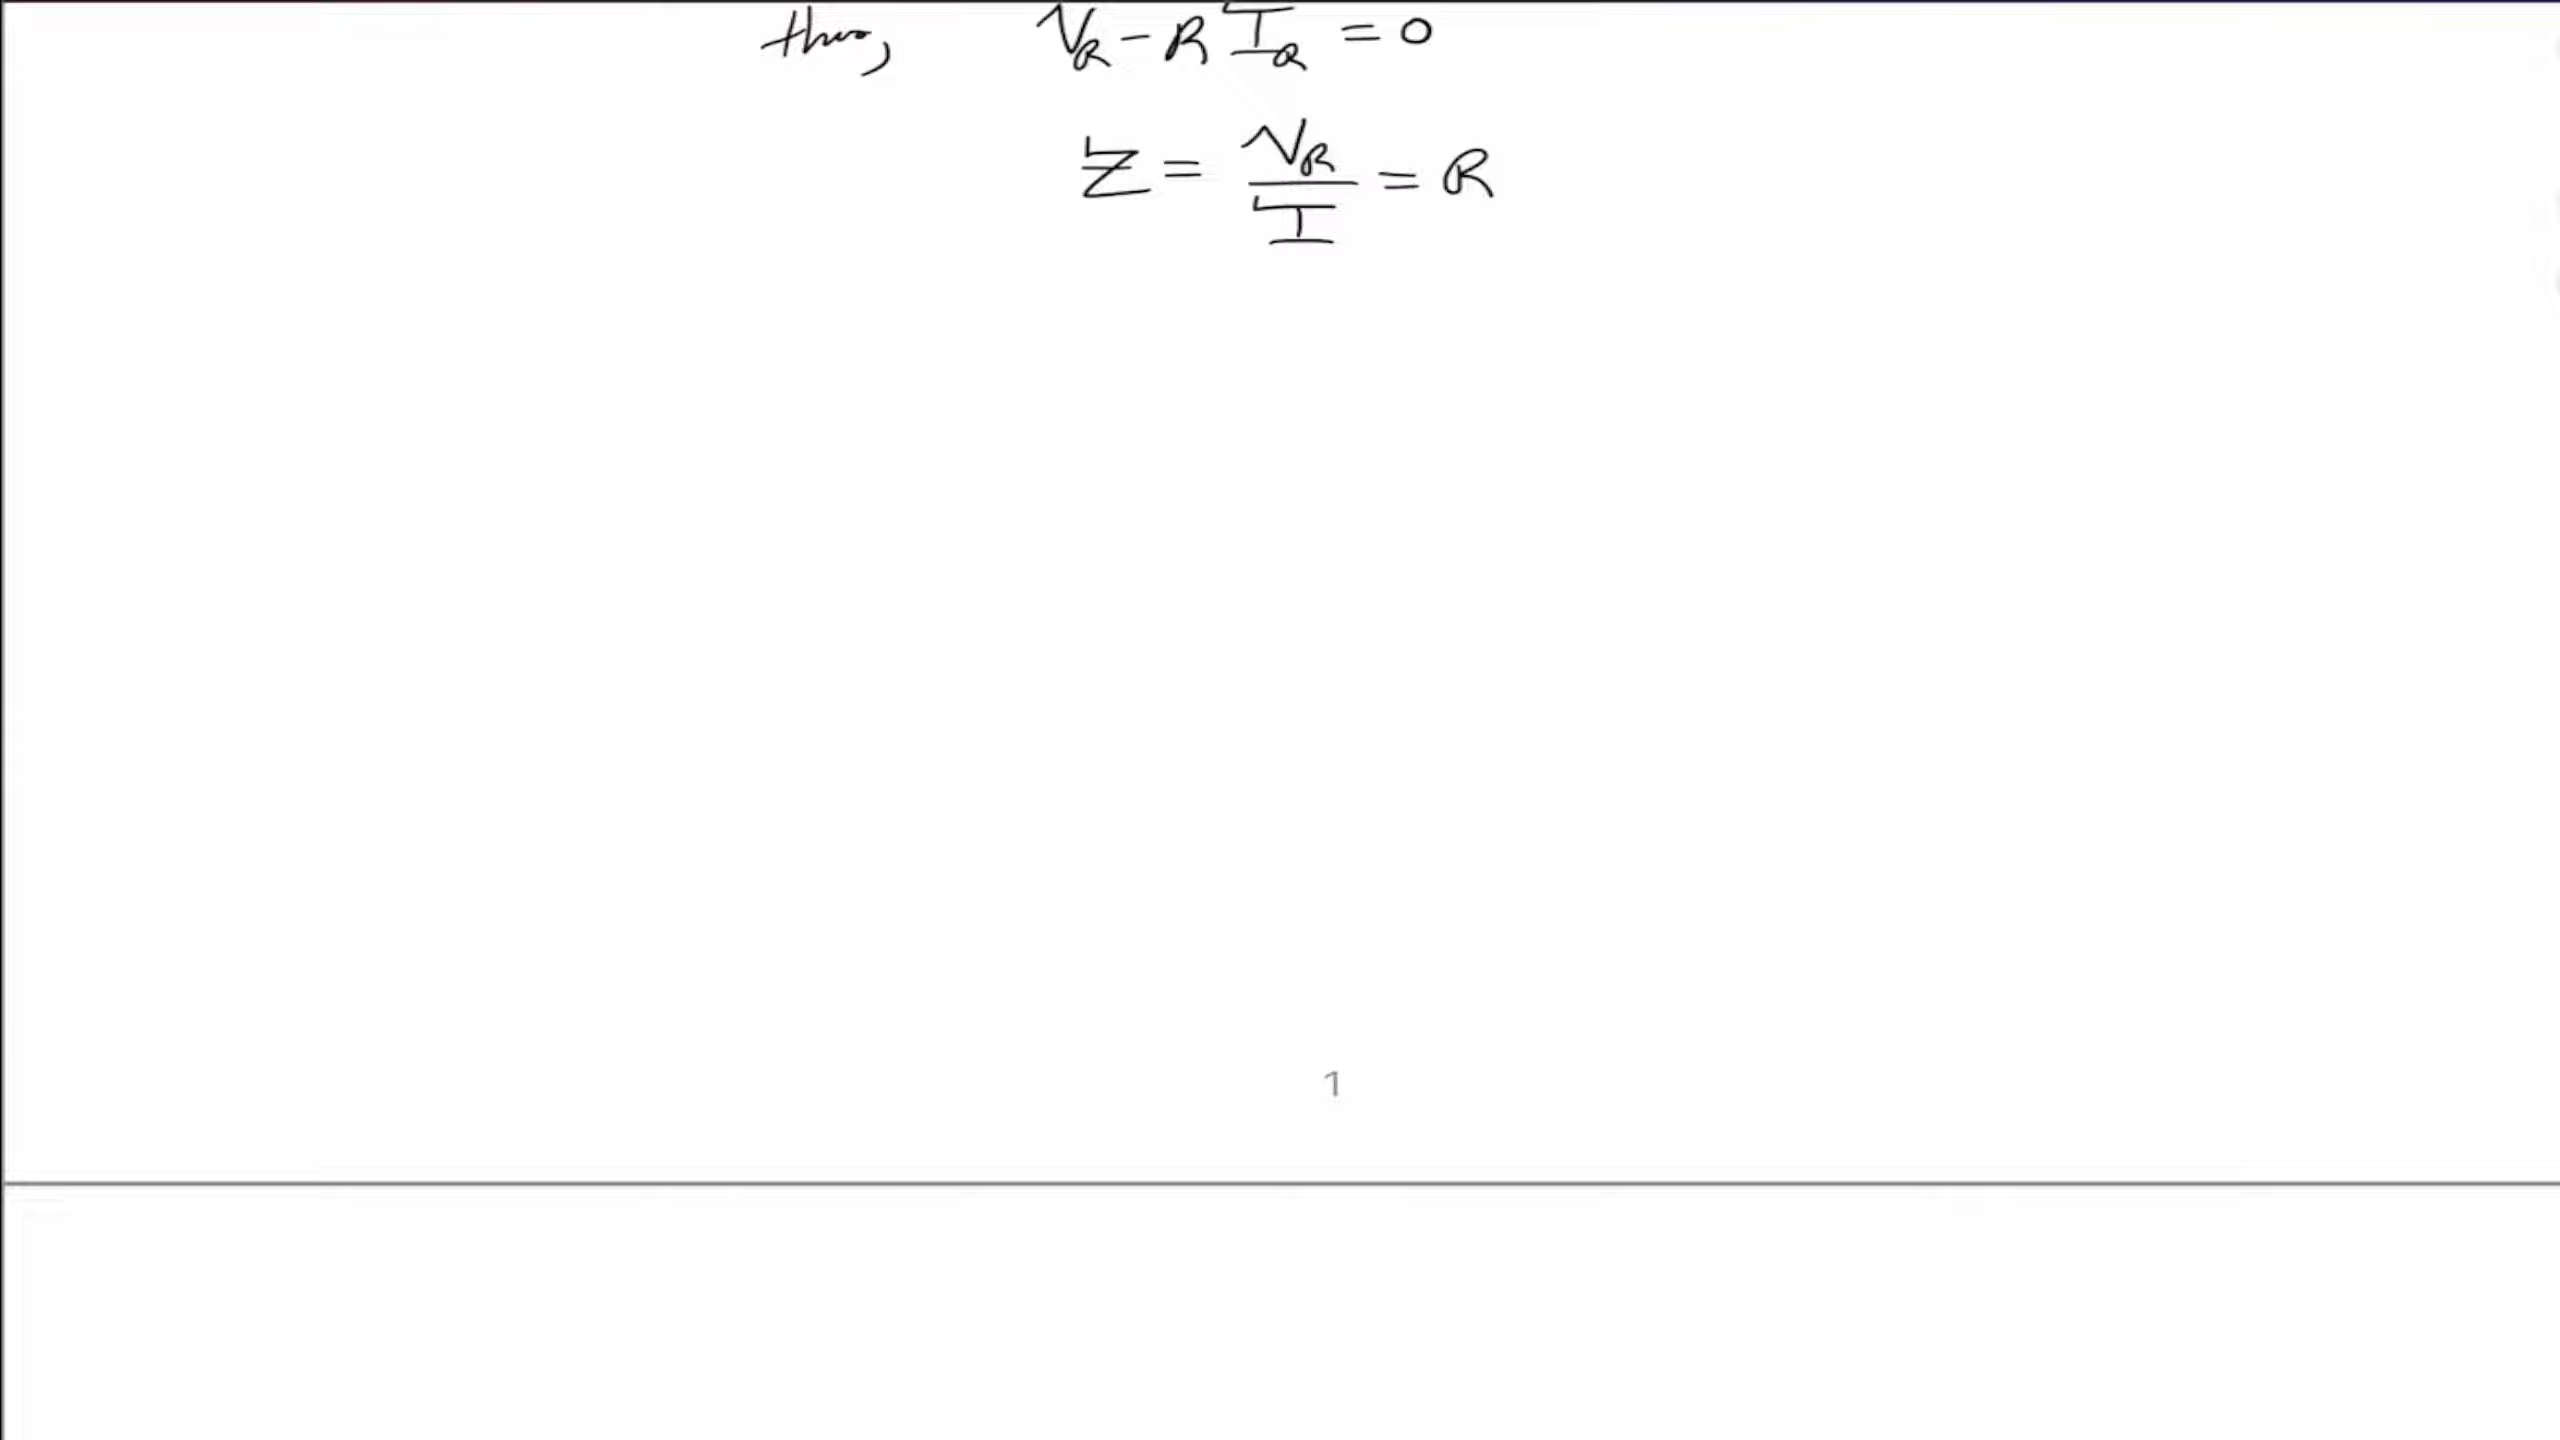 thus, V_R - R I_R = 0
Z = V_R / I = R
1